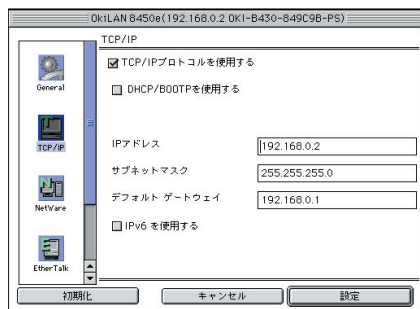 OkiLAN 8450e(192.168.0.2 OKI-B430-849C9B-PS)
TCP/IP
General
TCP/IP
NetWare
EtherTalk
TCP/IPプロトコルを使用する
DHCP/BOOTPを使用する
IPアドレス 192.168.0.2
サブネットマスク 255.255.255.0
デフォルト ゲートウェイ 192.168.0.1
IPv6 を使用する
初期化 キャンセル 設定